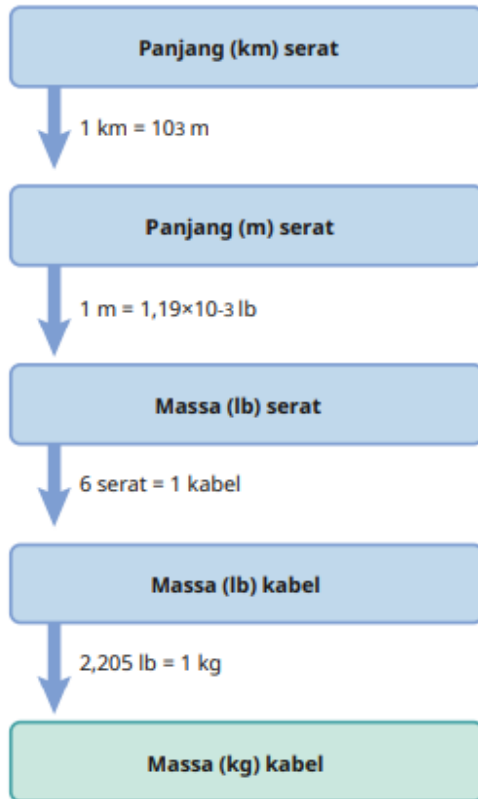 Panjang (km) serat
1 km = 103 m
Panjang (m) serat
1 m = 1,19×10-3 lb
Massa (lb) serat
6 serat = 1 kabel
Massa (lb) kabel
2,205 lb = 1 kg
Massa (kg) kabel